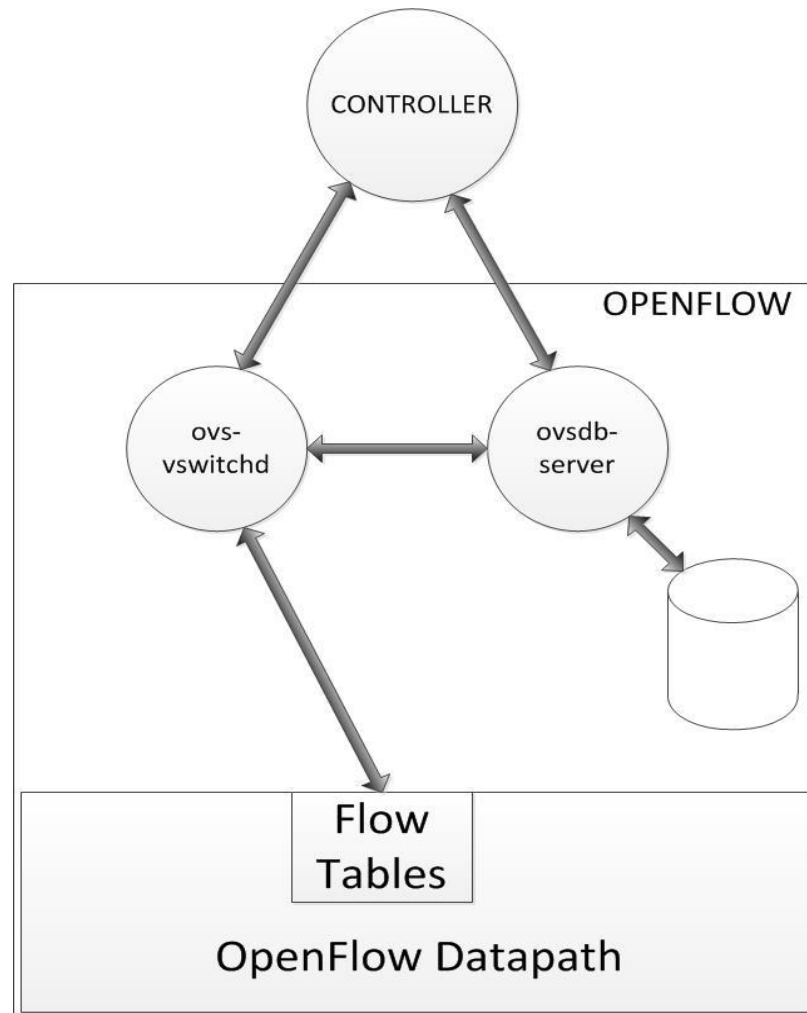 CONTROLLER
OPENFLOW
ovs-
vswitchd
ovsdb-
server
Flow
Tables
OpenFlow Datapath